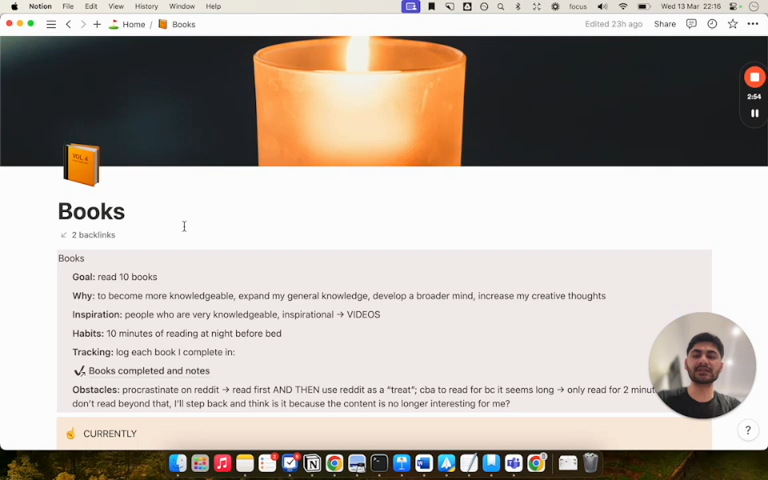 Notion File Edit View History Window Help focus Wed 13 Mar 22:16
Home / Books Edited 23h ago Share
2:54
VOL. 4
Books
2 backlinks
Books
Goal: read 10 books
Why: to become more knowledgeable, expand my general knowledge, develop a broader mind, increase my creative thoughts
Inspiration: people who are very knowledgeable, inspirational → VIDEOS
Habits: 10 minutes of reading at night before bed
Tracking: log each book I complete in:
Books completed and notes
Obstacles: procrastinate on reddit → read first AND THEN use reddit as a “treat”; cba to read for bc it seems long → only read for 2 minut
don't read beyond that, I'll step back and think is it because the content is no longer interesting for me?
CURRENTLY
?